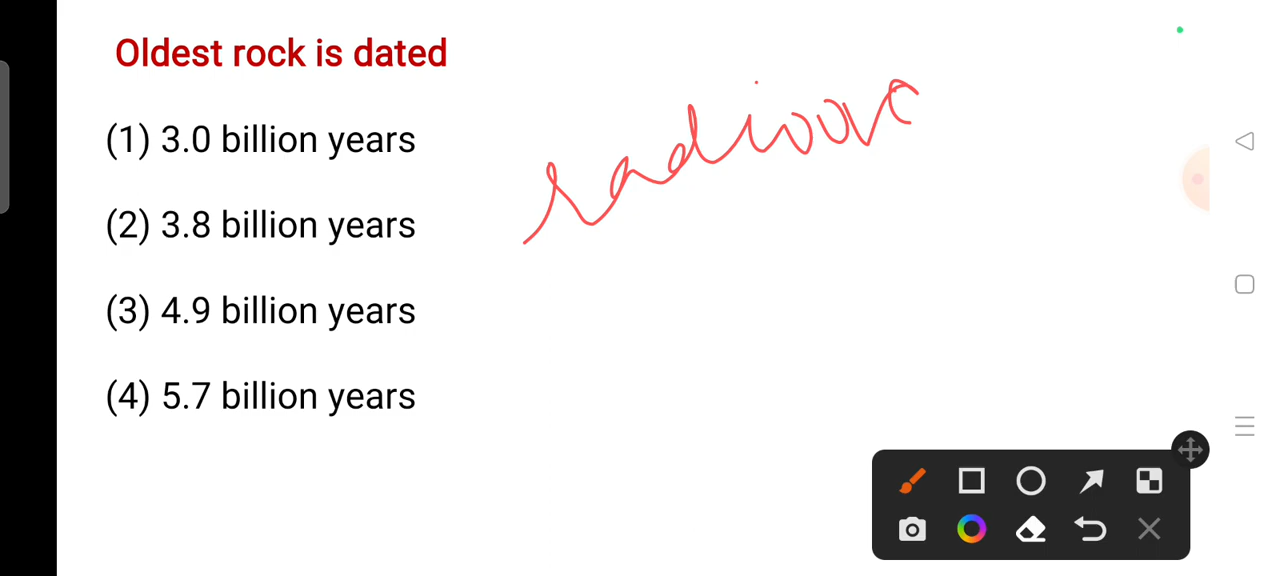 Oldest rock is dated
(1) 3.0 billion years
(2) 3.8 billion years
(3) 4.9 billion years
(4) 5.7 billion years